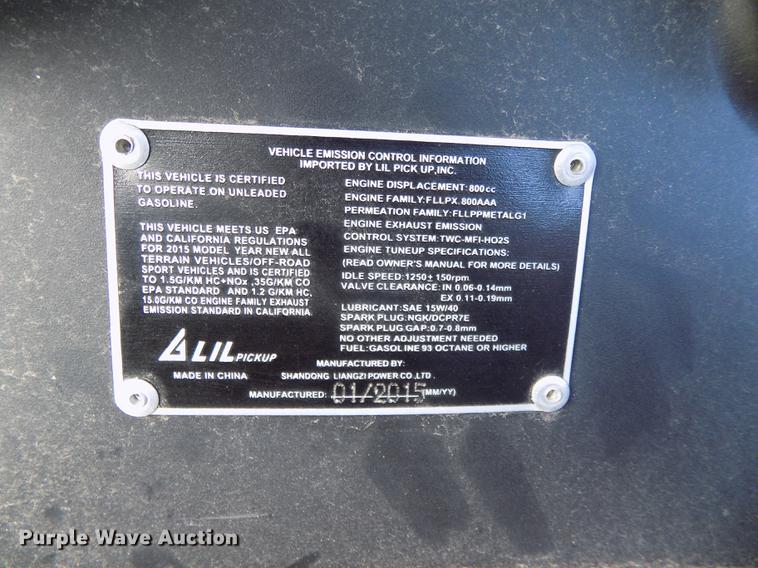 VEHICLE EMISSION CONTROL INFORMATION
IMPORTED BY LIL PICK UP,INC.
THIS VEHICLE IS CERTIFIED
TO OPERATE ON UNLEADED
GASOLINE.
THIS VEHICLE MEETS US EPA
AND CALIFORNIA REGULATIONS
FOR 2015 MODEL YEAR NEW ALL
TERRAIN VEHICLES/OFF-ROAD
SPORT VEHICLES AND IS CERTIFIED
TO 1.5G/KM HC+NOx ,35G/KM CO
EPA STANDARD AND 1.2 G/KM HC,
15.0G/KM CO ENGINE FAMILY EXHAUST
EMISSION STANDARD IN CALIFORNIA.
ENGINE DISPLACEMENT:800cc
ENGINE FAMILY:FLLPX.800AAA
PERMEATION FAMILY:FLLPPMETALG1
ENGINE EXHAUST EMISSION
CONTROL SYSTEM:TWC-MFI-HO2S
ENGINE TUNEUP SPECIFICATIONS:
(READ OWNER'S MANUAL FOR MORE DETAILS)
IDLE SPEED:1250±150rpm
VALVE CLEARANCE:IN 0.06-0.14mm
EX 0.11-0.19mm
LUBRICANT:SAE 15W/40
SPARK PLUG:NGK/DCPR7E
SPARK PLUG GAP:0.7-0.8mm
NO OTHER ADJUSTMENT NEEDED
FUEL:GASOLINE 93 OCTANE OR HIGHER
LIL PICKUP
MADE IN CHINA
MANUFACTURED BY:
SHANDONG LIANGZI POWER CO.,LTD.
MANUFACTURED: 01/2015 (MM/YY)
Purple Wave Auction